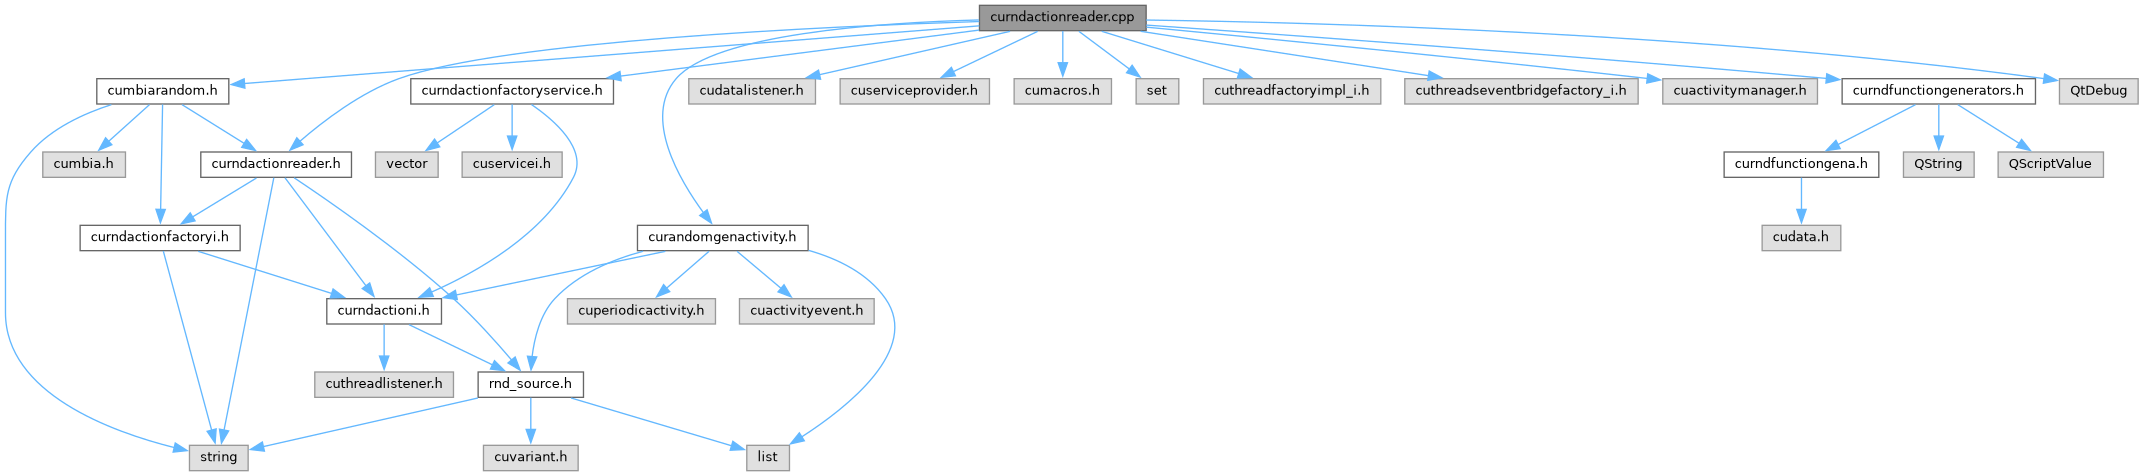 curndactionreader.cpp
cumbiarandom.h
curndactionfactoryservice.h
cudatalistener.h
cuserviceprovider.h
cumacros.h
set
cuthreadfactoryimpl_i.h
cuthreadseventbridgefactory_i.h
cuactivitymanager.h
curndfunctiongenerators.h
QtDebug
cumbia.h
curndactionreader.h
vector
cuservicei.h
curndfunctiongena.h
QString
QScriptValue
curndactionfactoryi.h
curandomgenactivity.h
cudata.h
curndactioni.h
cuperiodicactivity.h
cuactivityevent.h
cuthreadlistener.h
rnd_source.h
string
cuvariant.h
list